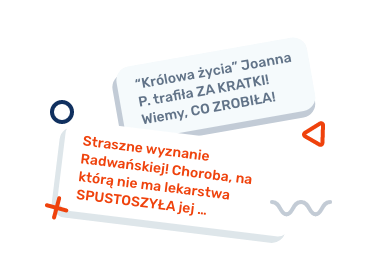 “Królowa życia” Joanna
P. trafiła ZA KRATKI!
Wiemy, CO ZROBIŁA!
Straszne wyznanie
Radwańskiej! Choroba, na
którą nie ma lekarstwa
SPUSTOSZYŁA jej ...